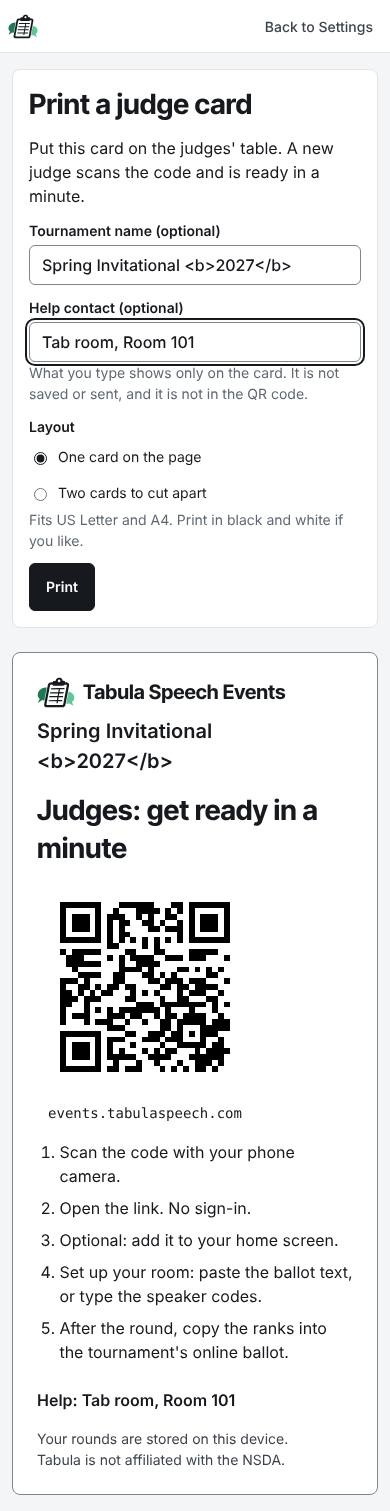 Back to Settings
Print a judge card
Put this card on the judges' table. A new
judge scans the code and is ready in a
minute.
Tournament name (optional)
Spring Invitational <b>2027</b>
Help contact (optional)
Tab room, Room 101
What you type shows only on the card. It is not
saved or sent, and it is not in the QR code.
Layout
One card on the page
Two cards to cut apart
Fits US Letter and A4. Print in black and white if
you like.
Print
Tabula Speech Events
Spring Invitational
<b>2027</b>
Judges: get ready in a
minute
events.tabulaspeech.com
1. Scan the code with your phone
camera.
2. Open the link. No sign-in.
3. Optional: add it to your home screen.
4. Set up your room: paste the ballot text,
or type the speaker codes.
5. After the round, copy the ranks into
the tournament's online ballot.
Help: Tab room, Room 101
Your rounds are stored on this device.
Tabula is not affiliated with the NSDA.